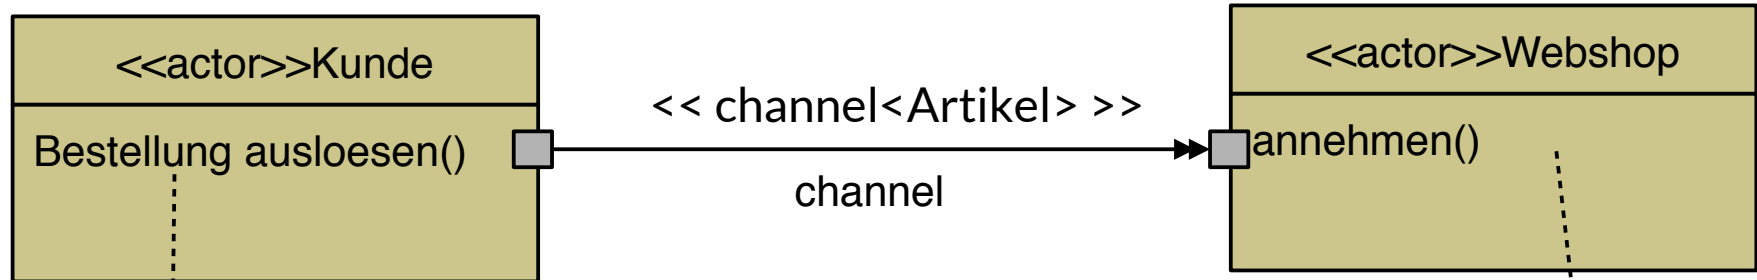 <<actor>>Kunde
Bestellung ausloesen()
<< channel<Artikel> >>
channel
<<actor>>Webshop
annehmen()